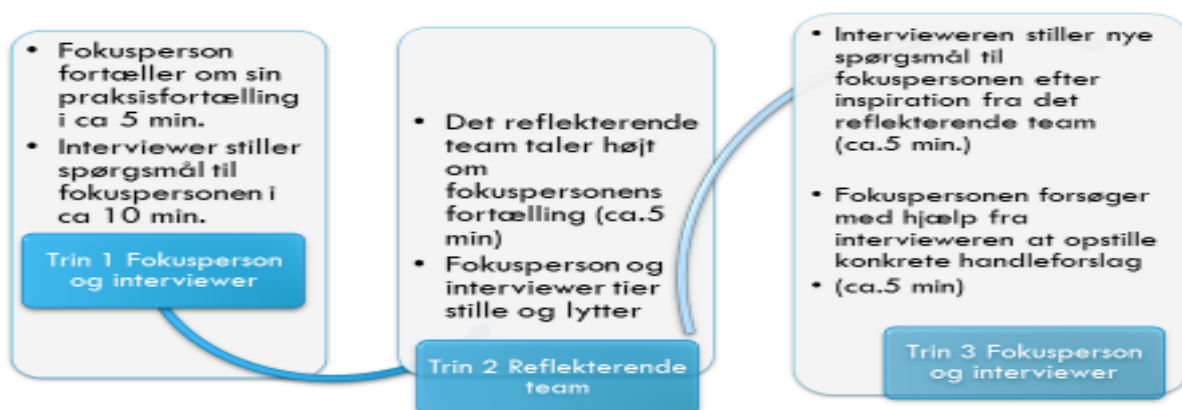 • Fokusperson
fortæller om sin
praksisfortælling
i ca 5 min.
• Interviewer stiller
spørgsmål til
fokuspersonen i
ca 10 min.
Trin 1 Fokusperson
og interviewer
• Det reflekterende
team taler højt
om
fokuspersonens
fortælling (ca.5
min)
• Fokusperson og
interviewer tier
stille og lytter
Trin 2 Reflekterende
team
• Intervieweren stiller nye
spørgsmål til
fokuspersonen efter
inspiration fra det
reflekterende team
(ca.5 min.)
• Fokuspersonen forsøger
med hjælp fra
intervieweren at opstille
konkrete handleforslag
• (ca.5 min)
Trin 3 Fokusperson
og interviewer